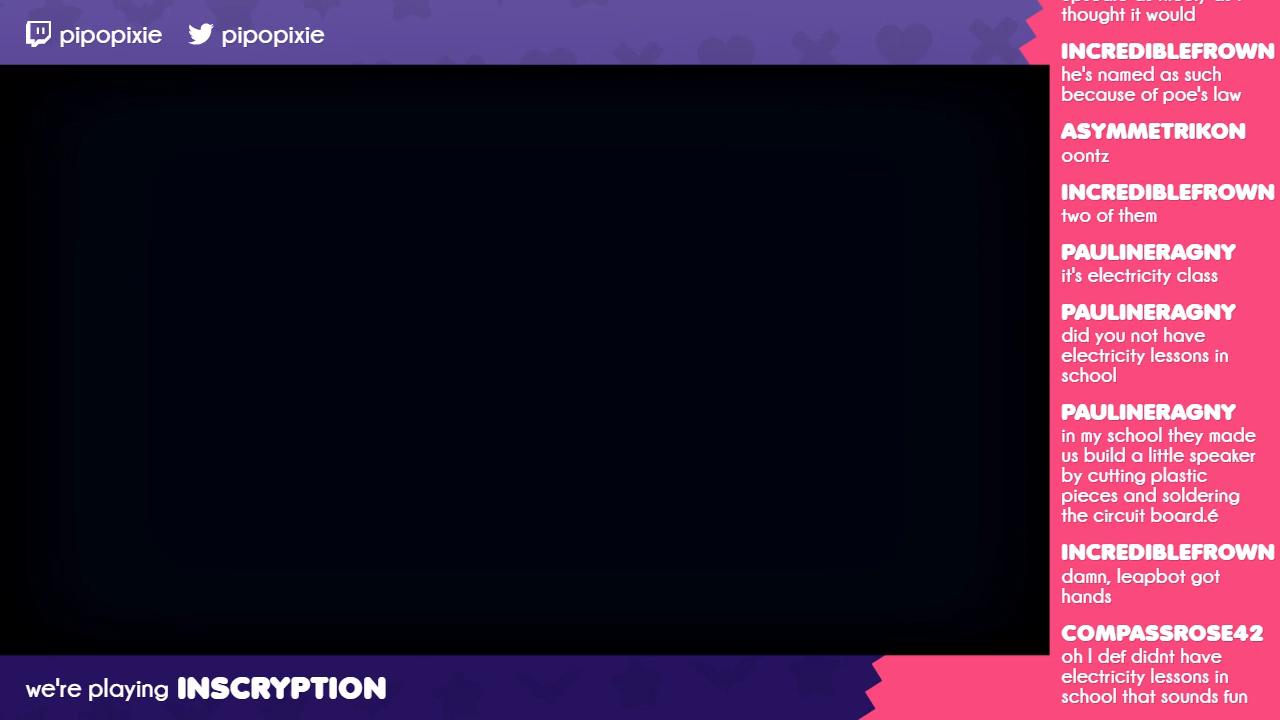 pipopixie pipopixie
thought it would
INCREDIBLEFROWN
he's named as such
because of poe's law
ASYMMETRIKON
oontz
INCREDIBLEFROWN
two of them
PAULINERAGNY
it's electricity class
PAULINERAGNY
did you not have
electricity lessons in
school
PAULINERAGNY
in my school they made
us build a little speaker
by cutting plastic
pieces and soldering
the circuit board.é
INCREDIBLEFROWN
damn, leapbot got
hands
COMPASSROSE42
oh I def didnt have
electricity lessons in
school that sounds fun
we're playing INSCRYPTION